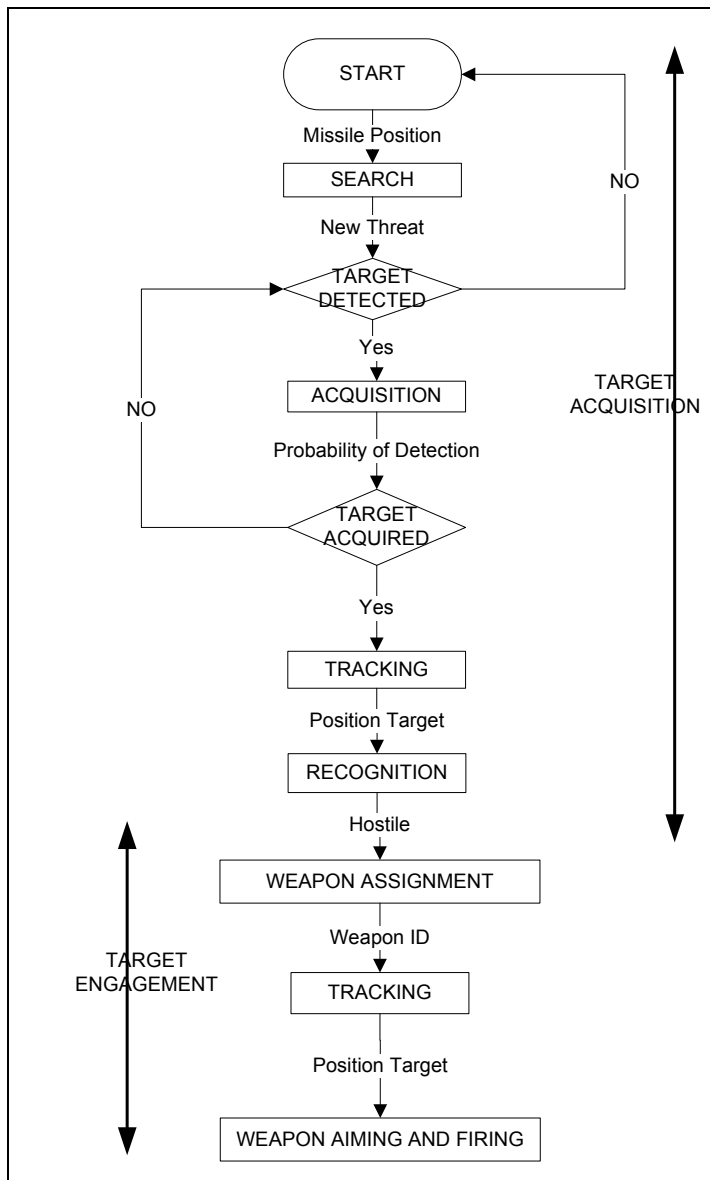 START
Missile Position
SEARCH
NO
New Threat
TARGET
DETECTED
Yes
ACQUISITION
TARGET
ACQUISITION
NO
Probability of Detection
TARGET
ACQUIRED
Yes
TRACKING
Position Target
RECOGNITION
Hostile
WEAPON ASSIGNMENT
Weapon ID
TARGET
ENGAGEMENT
TRACKING
Position Target
WEAPON AIMING AND FIRING